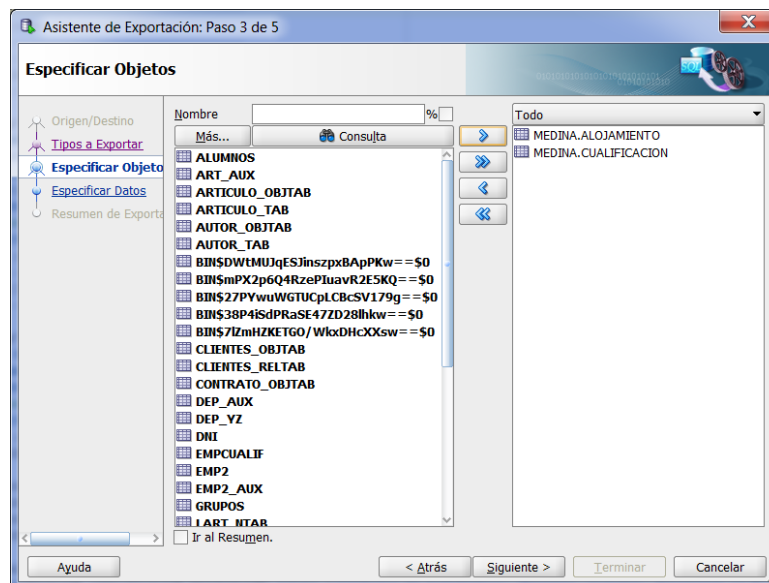 Asistente de Exportación: Paso 3 de 5
Especificar Objetos
SQL
Origen/Destino
Tipos a Exportar
Especificar Objeto
Especificar Datos
Resumen de Exporta
Nombre
%
Más...
Consulta
ALUMNOS
ART_AUX
ARTICULO_OBJTAB
ARTICULO_TAB
AUTOR_OBJTAB
AUTOR_TAB
BIN$DWtMUJqESJinszpxBApPKw==$0
BIN$mPX2p6Q4RzePIuavR2E5KQ==$0
BIN$27PYwuWGTUCpLCBcSV179g==$0
BIN$38P4iSdPRaSE47ZD28lhkw==$0
BIN$7lZmHZKETGO/WkxDHcXXsw==$0
CLIENTES_OBJTAB
CLIENTES_RELTAB
CONTRATO_OBJTAB
DEP_AUX
DEP_YZ
DNI
EMPCUALIF
EMP2
EMP2_AUX
GRUPOS
LART_NTAB
Todo
MEDINA.ALOJAMIENTO
MEDINA.CUALIFICACION
Ir al Resumen.
Ayuda
< Atrás
Siguiente >
Terminar
Cancelar